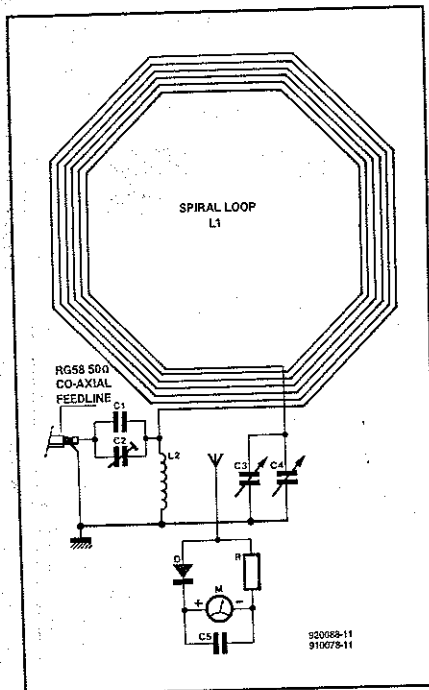 SPIRAL LOOP
L1
RG58 50Ω
CO-AXIAL
FEEDLINE
C1
C2
L2
C3
C4
D
R
M
+
-
C5
920088-11
910078-11